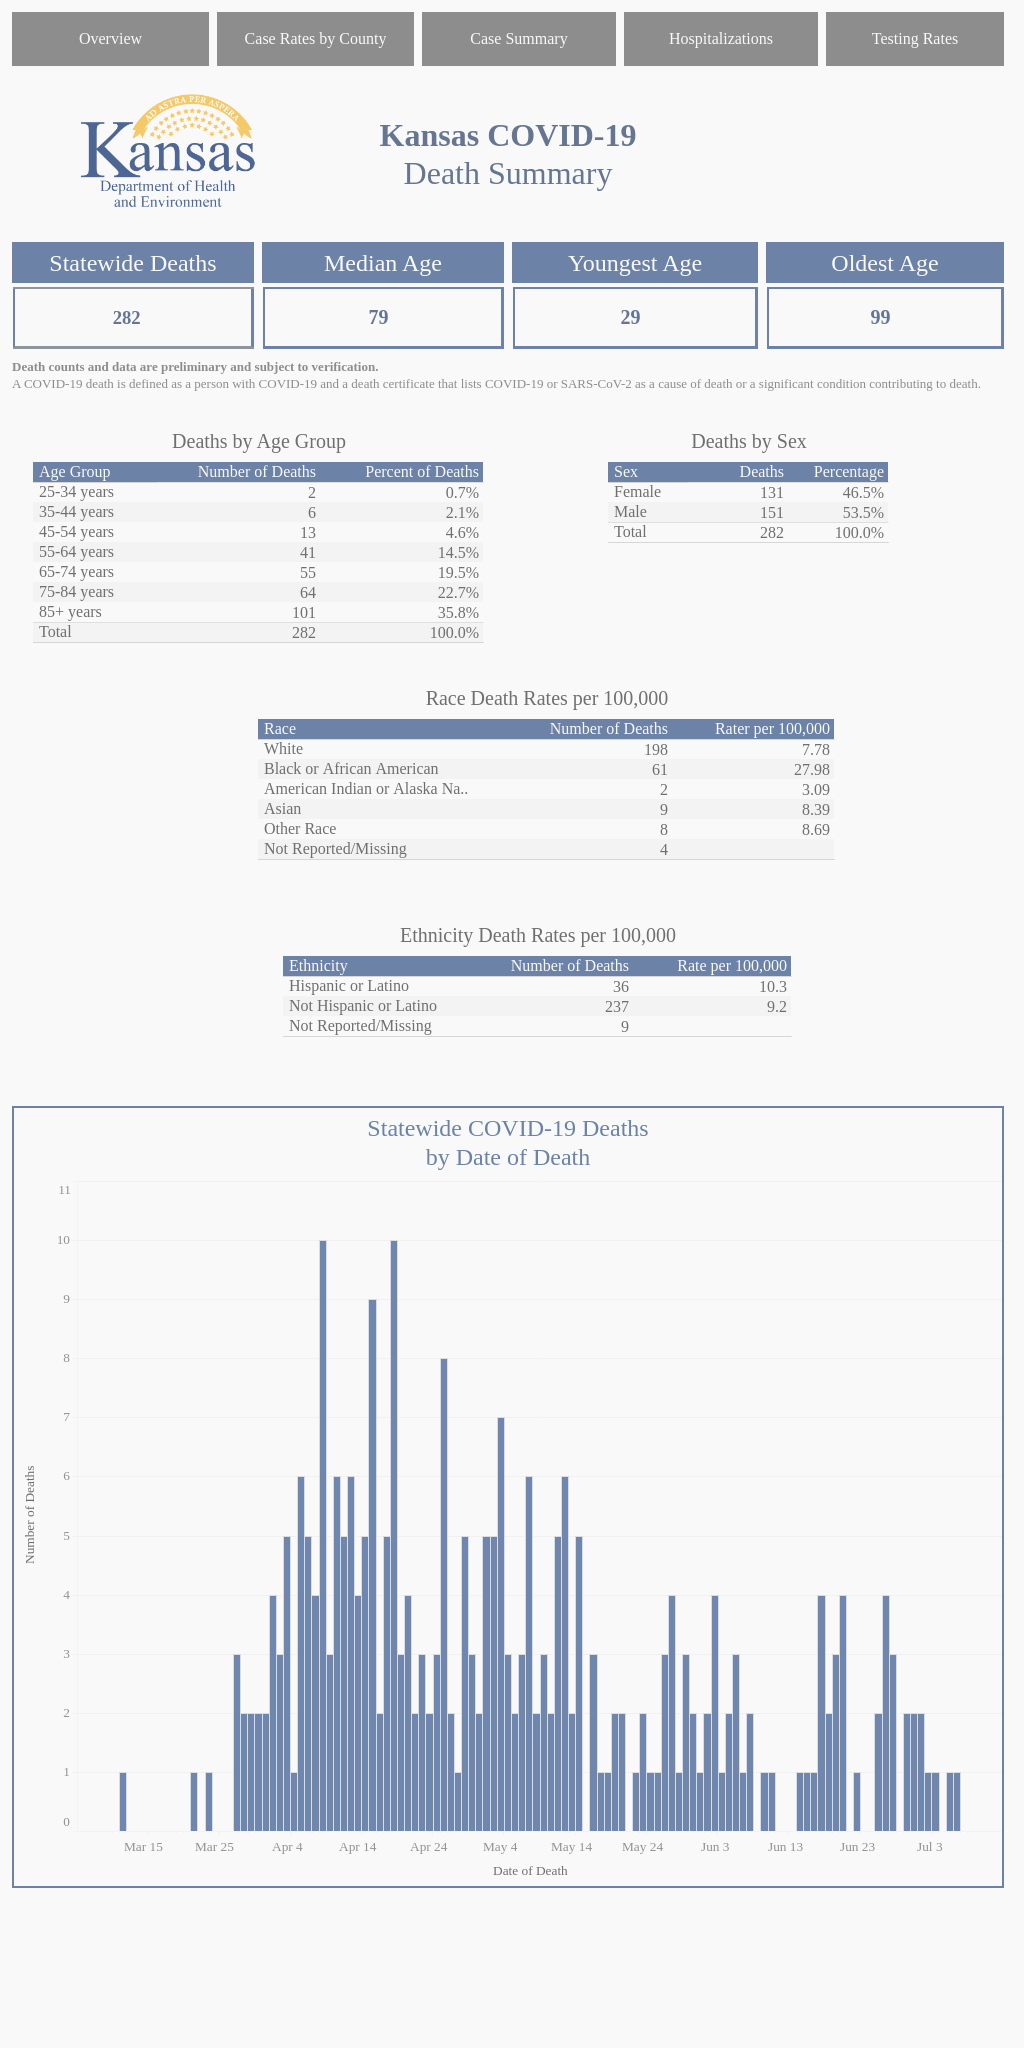 Overview
Case Rates by County
Case Summary
Hospitalizations
Testing Rates
AD ASTRA PER ASPERA
Kansas
Department of Health
and Environment
Kansas COVID-19
Death Summary
Statewide Deaths
Median Age
Youngest Age
Oldest Age
282
79
29
99
Death counts and data are preliminary and subject to verification.
A COVID-19 death is defined as a person with COVID-19 and a death certificate that lists COVID-19 or SARS-CoV-2 as a cause of death or a significant condition contributing to death.
Deaths by Age Group
Age Group Number of Deaths Percent of Deaths
25-34 years 2 0.7%
35-44 years 6 2.1%
45-54 years 13 4.6%
55-64 years 41 14.5%
65-74 years 55 19.5%
75-84 years 64 22.7%
85+ years 101 35.8%
Total 282 100.0%
Deaths by Sex
Sex Deaths Percentage
Female 131 46.5%
Male 151 53.5%
Total 282 100.0%
Race Death Rates per 100,000
Race Number of Deaths Rater per 100,000
White 198 7.78
Black or African American 61 27.98
American Indian or Alaska Na.. 2 3.09
Asian 9 8.39
Other Race 8 8.69
Not Reported/Missing 4
Ethnicity Death Rates per 100,000
Ethnicity Number of Deaths Rate per 100,000
Hispanic or Latino 36 10.3
Not Hispanic or Latino 237 9.2
Not Reported/Missing 9
Statewide COVID-19 Deaths
by Date of Death
11
10
9
8
7
6
5
4
3
2
1
0
Number of Deaths
Mar 15 Mar 25 Apr 4 Apr 14 Apr 24 May 4 May 14 May 24 Jun 3 Jun 13 Jun 23 Jul 3
Date of Death